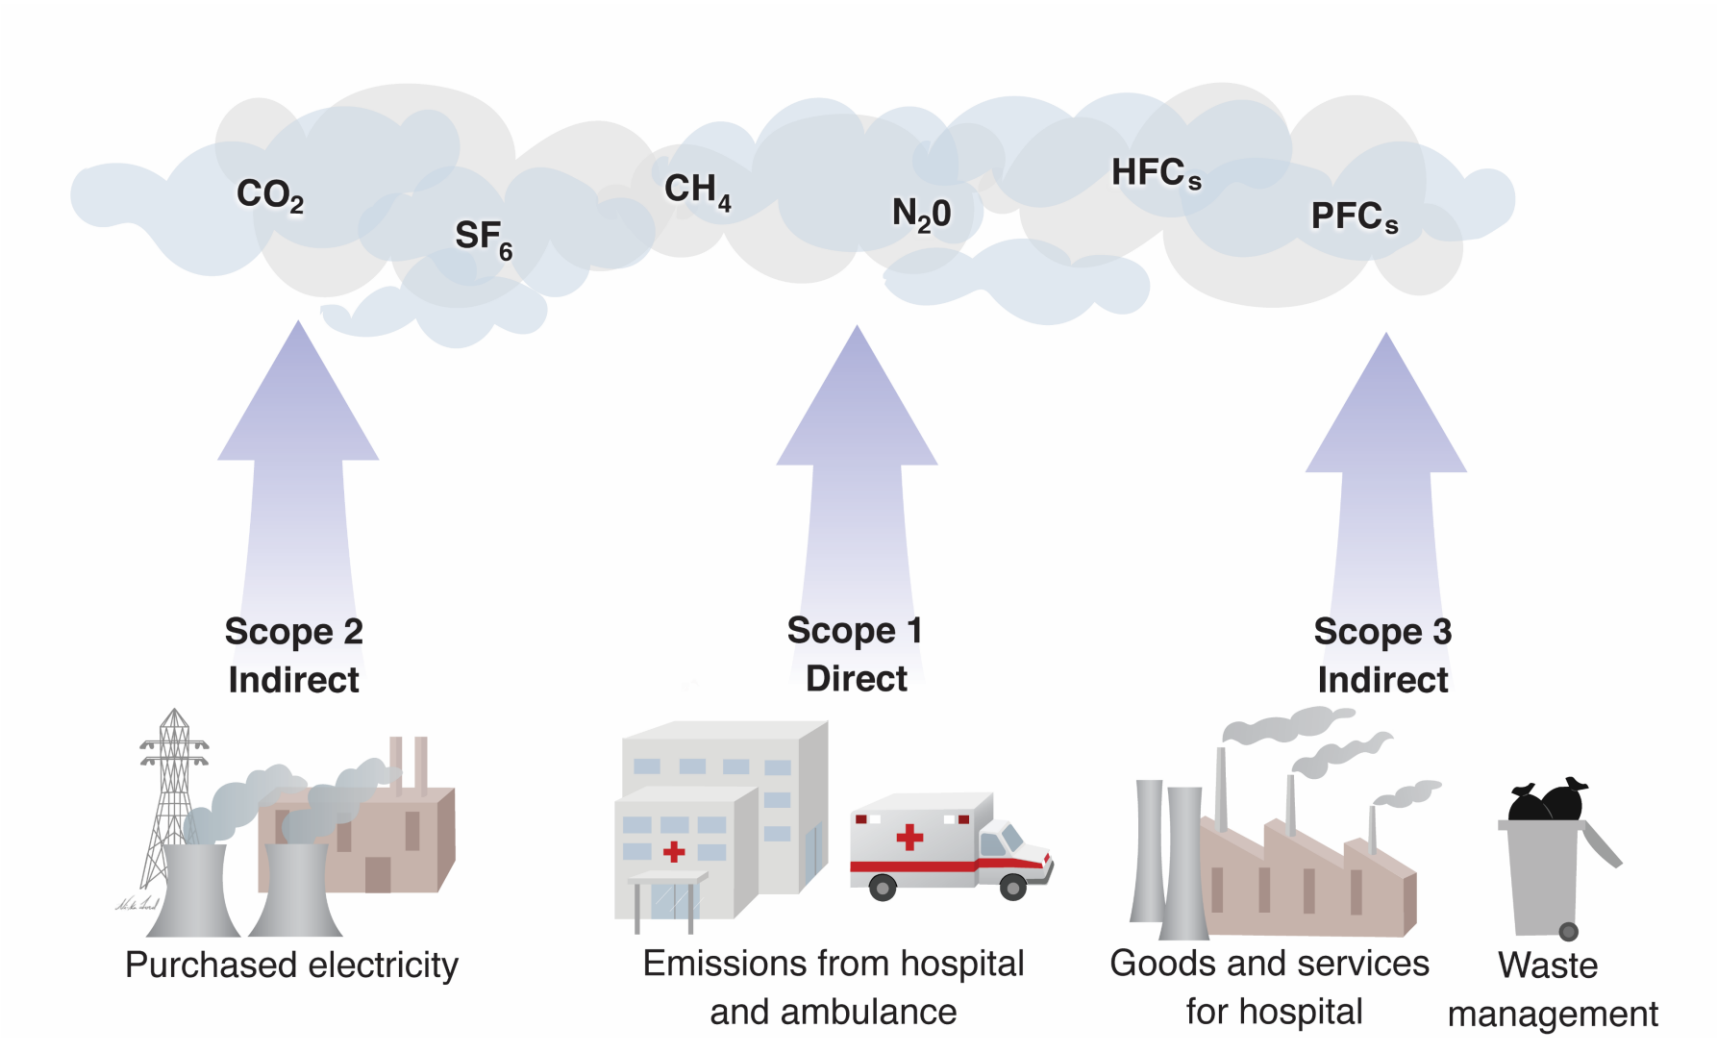 CO₂
SF₆
CH₄
N₂0
HFCₛ
PFCₛ
Scope 2
Indirect
Scope 1
Direct
Scope 3
Indirect
Purchased electricity
Emissions from hospital
and ambulance
Goods and services
for hospital
Waste
management